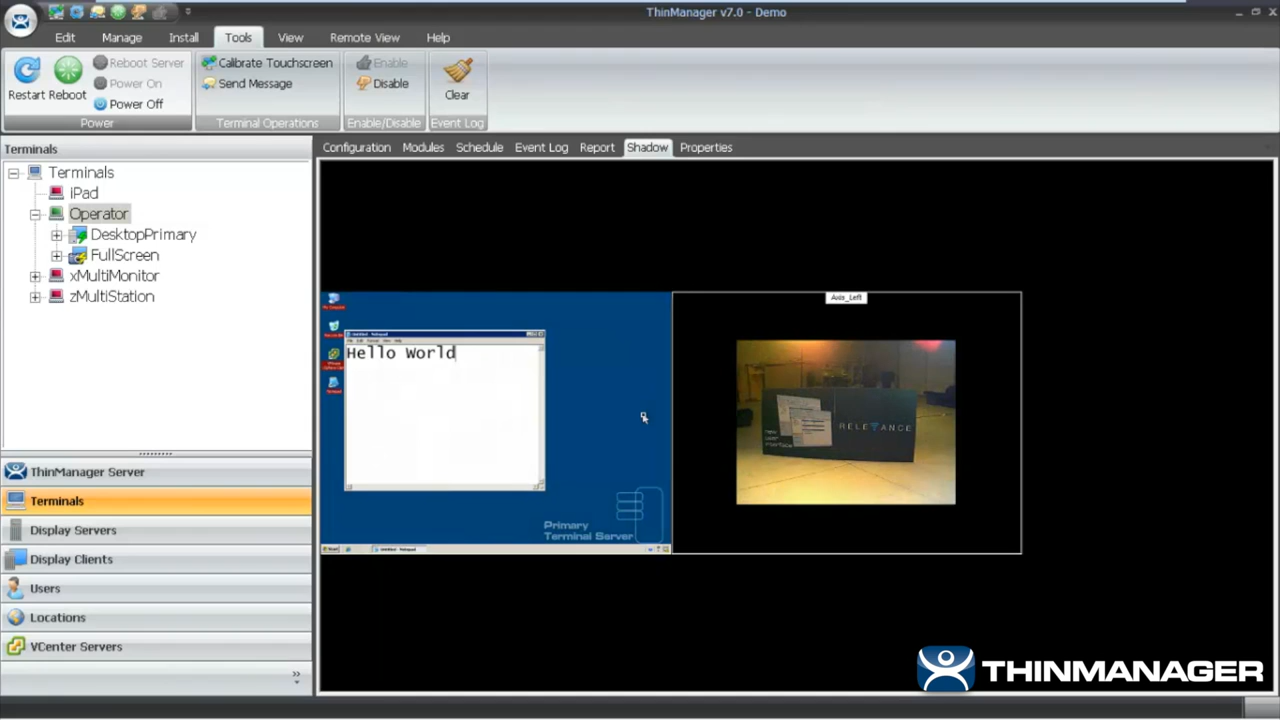 ThinManager v7.0 - Demo
Edit Manage Install Tools View Remote View Help
Restart Reboot
Reboot Server
Power On
Power Off
Power
Calibrate Touchscreen
Send Message
Terminal Operations
Enable
Disable
Enable/Disable
Clear
Event Log
Terminals
Terminals
iPad
Operator
DesktopPrimary
FullScreen
xMultiMonitor
zMultiStation
ThinManager Server
Terminals
Display Servers
Display Clients
Users
Locations
VCenter Servers
Configuration Modules Schedule Event Log Report Shadow Properties
Hello World
Primary
Terminal Server
Axis_Left
RELEVANCE
THINMANAGER